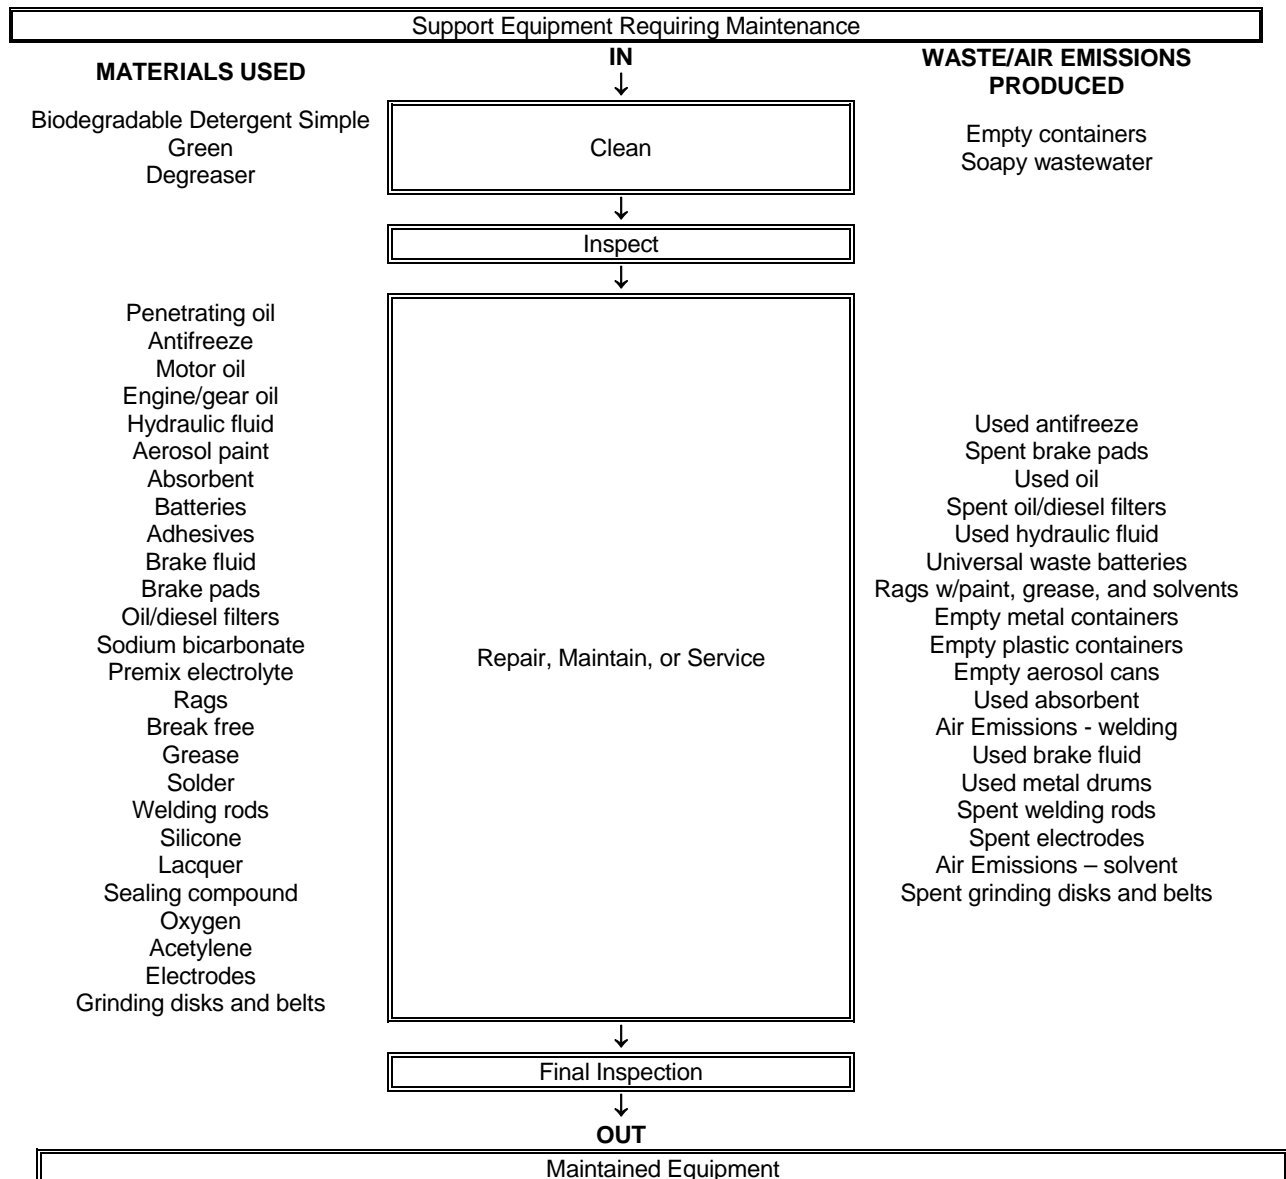 Support Equipment Requiring Maintenance
MATERIALS USED
IN
↓
WASTE/AIR EMISSIONS
PRODUCED
Biodegradable Detergent Simple
Green
Degreaser
Clean
Empty containers
Soapy wastewater
↓
Inspect
↓
Penetrating oil
Antifreeze
Motor oil
Engine/gear oil
Hydraulic fluid
Aerosol paint
Absorbent
Batteries
Adhesives
Brake fluid
Brake pads
Oil/diesel filters
Sodium bicarbonate
Premix electrolyte
Rags
Break free
Grease
Solder
Welding rods
Silicone
Lacquer
Sealing compound
Oxygen
Acetylene
Electrodes
Grinding disks and belts
Repair, Maintain, or Service
Used antifreeze
Spent brake pads
Used oil
Spent oil/diesel filters
Used hydraulic fluid
Universal waste batteries
Rags w/paint, grease, and solvents
Empty metal containers
Empty plastic containers
Empty aerosol cans
Used absorbent
Air Emissions - welding
Used brake fluid
Used metal drums
Spent welding rods
Spent electrodes
Air Emissions – solvent
Spent grinding disks and belts
↓
Final Inspection
↓
OUT
Maintained Equipment